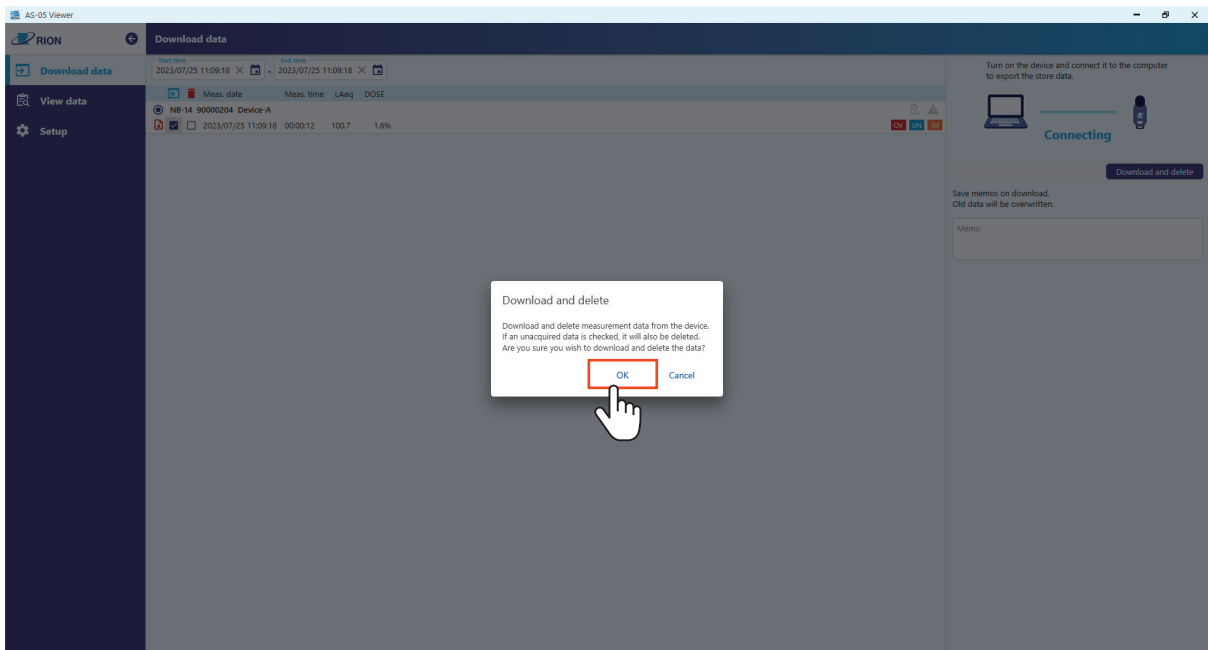 AS-05 Viewer
RION
Download data
Download data
View data
Setup
Start time
2023/07/25 11:09:18
-
End time
2023/07/25 11:09:18
Meas. date Meas. time LAeq DOSE
NB-14 90000204 Device-A
2023/07/25 11:09:18 00:00:12 100.7 1.6%
OV UN
Turn on the device and connect it to the computer
to export the store data.
Connecting
Download and delete
Save memos on download.
Old data will be overwritten.
Memo
Download and delete
Download and delete measurement data from the device.
If an unacquired data is checked, it will also be deleted.
Are you sure you wish to download and delete the data?
OK Cancel